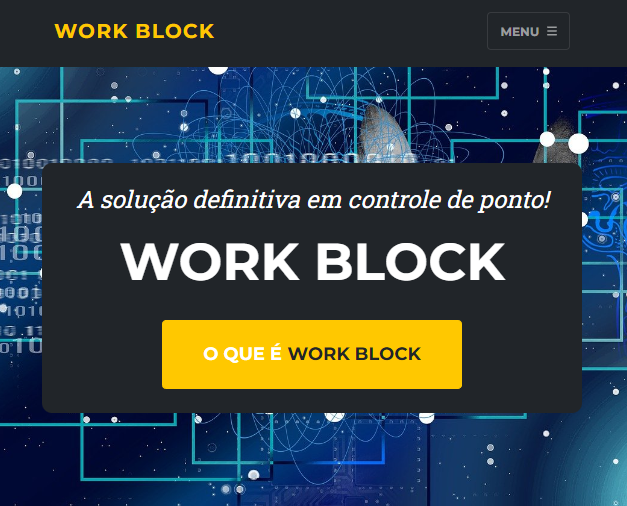 WORK BLOCK
MENU ☰
A solução definitiva em controle de ponto!
WORK BLOCK
O QUE É WORK BLOCK